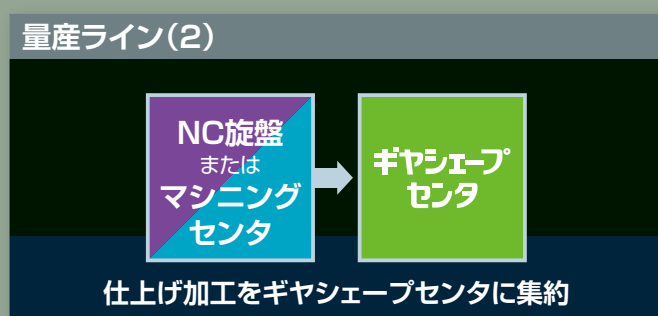 量産ライン(2)
NC旋盤
または
マシニング
センタ
ギヤシェープ
センタ
仕上げ加工をギヤシェープセンタに集約